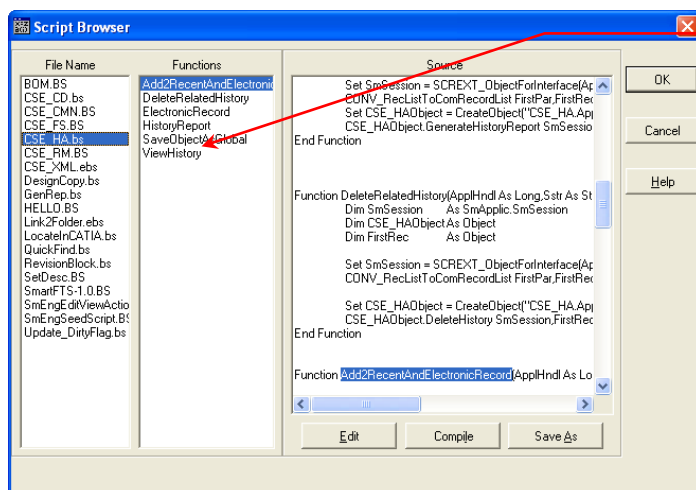 Script Browser
File Name
Functions
Source
BOM.BS
CSE_CD.bs
CSE_CMN.BS
CSE_FS.BS
CSE_HA.bs
CSE_RM.BS
CSE_XML.ebs
DesignCopy.bs
GenRep.bs
HELLO.BS
Link2Folder.ebs
LocateInCATIA.bs
QuickFind.bs
RevisionBlock.bs
SetDesc.BS
SmartFTS-1.0.BS
SmEngEditViewActio
SmEngSeedScript.BS
Update_DirtyFlag.bs
Add2RecentAndElectronic
DeleteRelatedHistory
ElectronicRecord
HistoryReport
SaveObjectAsGlobal
ViewHistory
Set SmSession = SCREXT_ObjectForInterface(Ap
CONV_RecListToComRecordList FirstPar,FirstRec
Set CSE_HAObject = CreateObject("CSE_HA.App
CSE_HAObject.GenerateHistoryReport SmSessio
End Function
Function DeleteRelatedHistory(ApplHndl As Long,Sstr As St
Dim SmSession As SmApplic.SmSession
Dim CSE_HAObject As Object
Dim FirstRec As Object
Set SmSession = SCREXT_ObjectForInterface(Ap
CONV_RecListToComRecordList FirstPar,FirstRec
Set CSE_HAObject = CreateObject("CSE_HA.App
CSE_HAObject.DeleteHistory SmSession,FirstRec
End Function
Function Add2RecentAndElectronicRecord(ApplHndl As Lo
Edit
Compile
Save As
OK
Cancel
Help